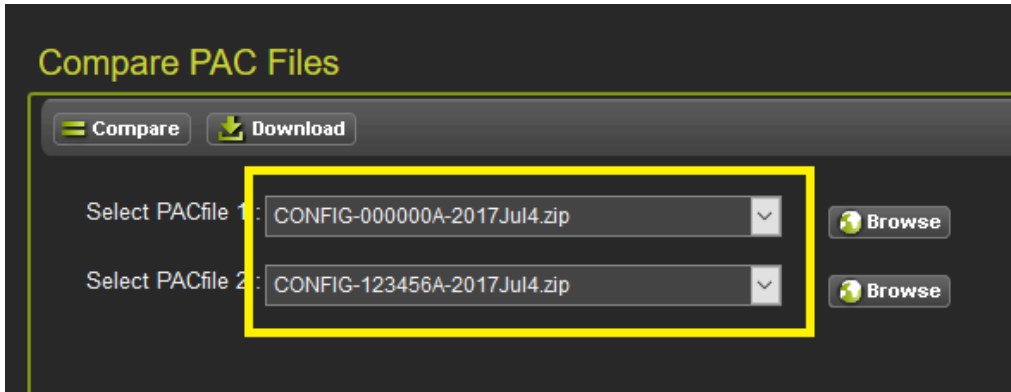 Compare PAC Files
Compare Download
Select PACfile 1 : CONFIG-000000A-2017Jul4.zip Browse
Select PACfile 2 : CONFIG-123456A-2017Jul4.zip Browse